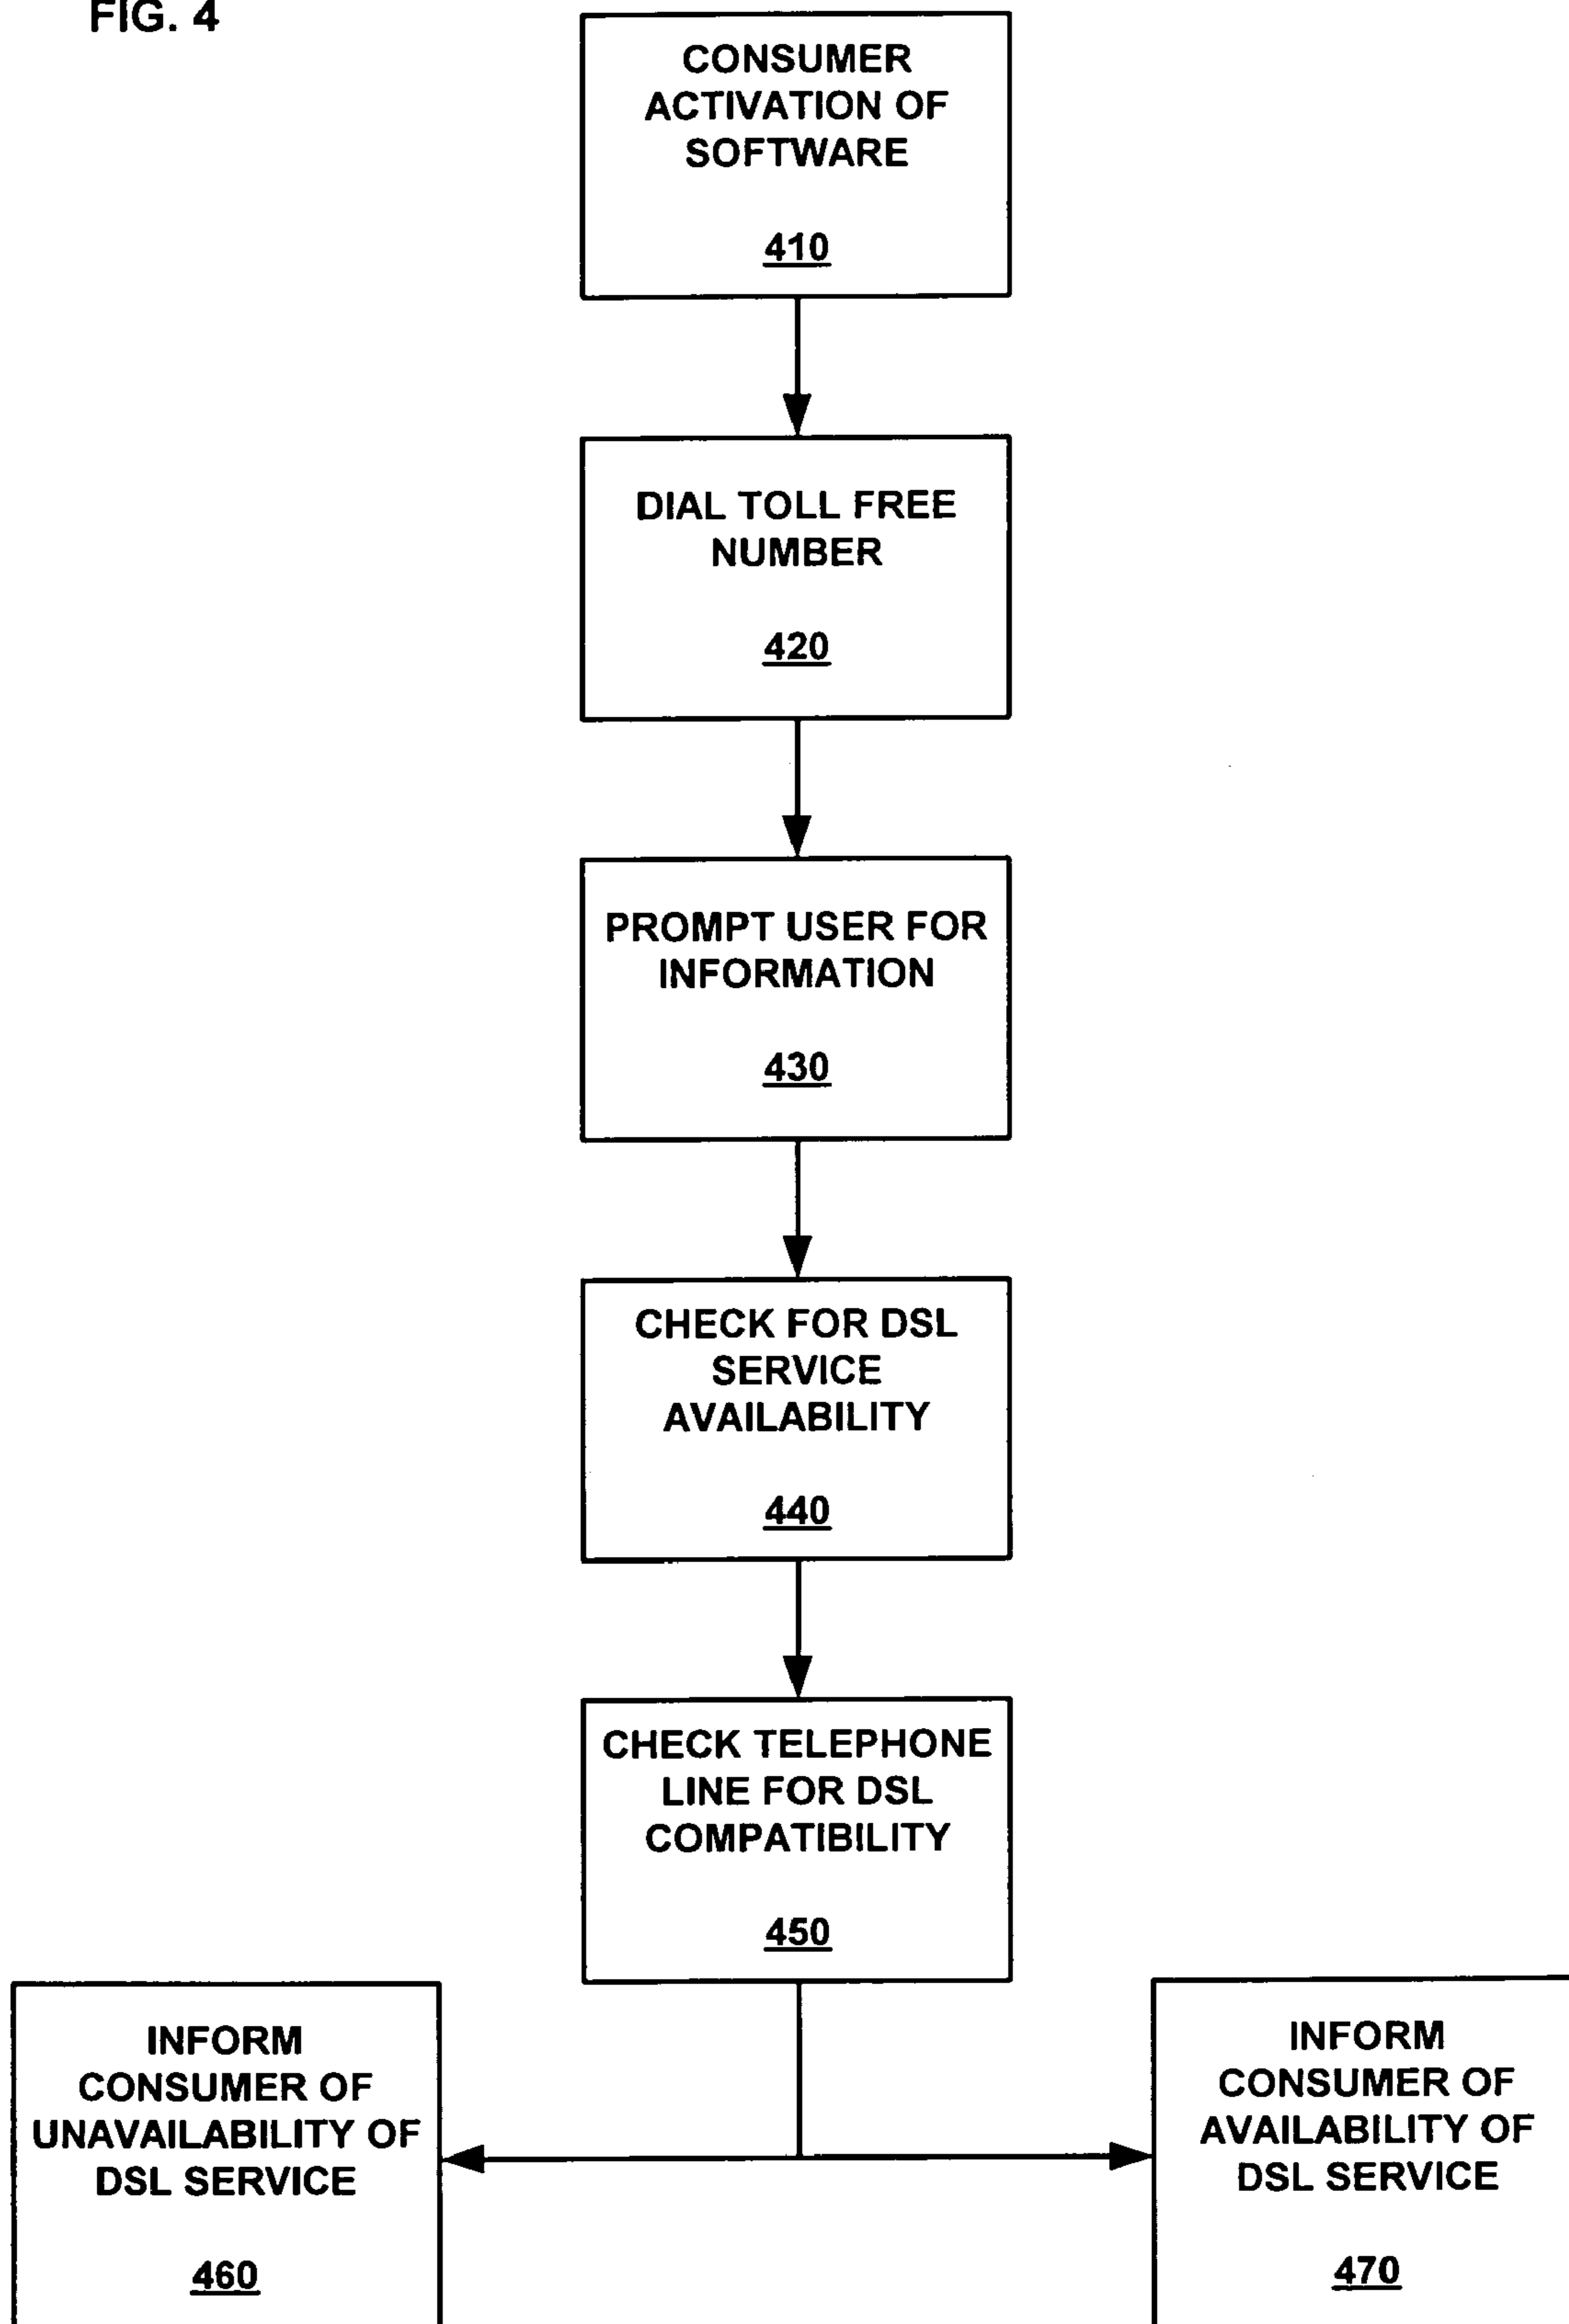 FIG. 4
CONSUMER
ACTIVATION OF
SOFTWARE
410
DIAL TOLL FREE
NUMBER
420
PROMPT USER FOR
INFORMATION
430
CHECK FOR DSL
SERVICE
AVAILABILITY
440
CHECK TELEPHONE
LINE FOR DSL
COMPATIBILITY
450
INFORM
CONSUMER OF
UNAVAILABILITY OF
DSL SERVICE
460
INFORM
CONSUMER OF
AVAILABILITY OF
DSL SERVICE
470